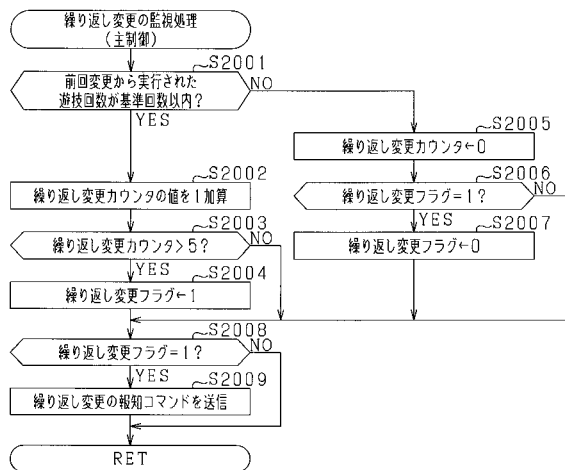 繰り返し変更の監視処理
(主制御)
S2001
前回変更から実行された
遊技回数が基準回数以内?
NO
YES
S2005
繰り返し変更カウンタ←0
S2002
繰り返し変更カウンタの値を1加算
S2006
繰り返し変更フラグ=1?
NO
YES
S2003
繰り返し変更カウンタ>5?
NO
YES
S2007
繰り返し変更フラグ←0
S2004
繰り返し変更フラグ←1
S2008
繰り返し変更フラグ=1?
NO
YES
S2009
繰り返し変更の報知コマンドを送信
RET